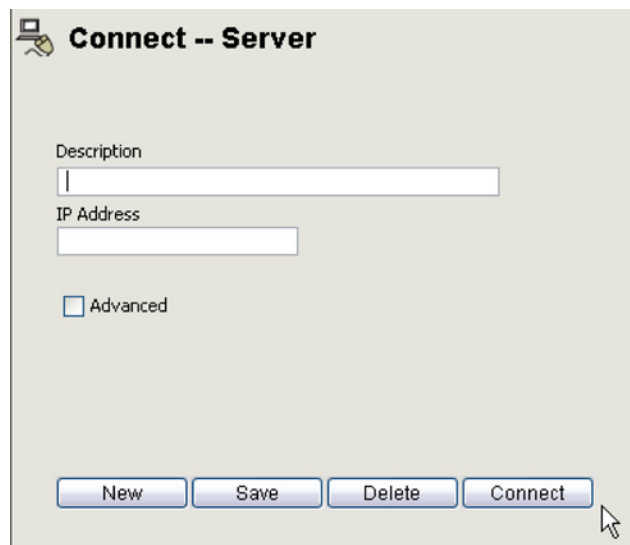 Connect -- Server
Description
IP Address
Advanced
New Save Delete Connect